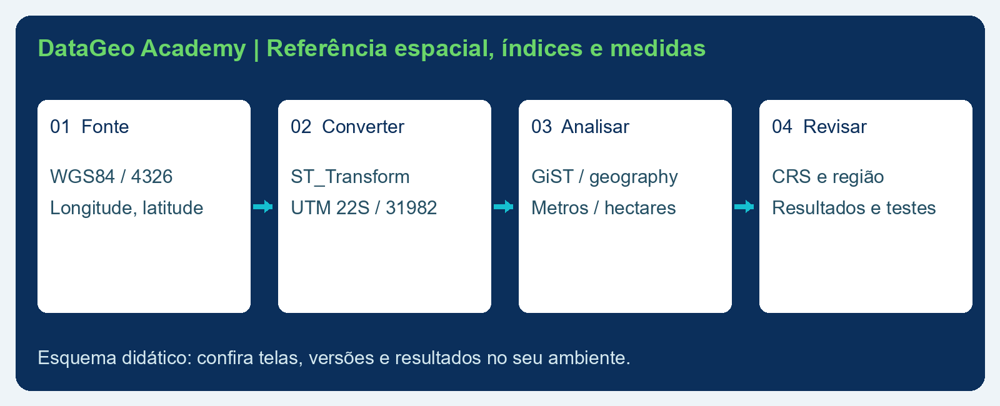 DataGeo Academy | Referência espacial, índices e medidas
01 Fonte
WGS84 / 4326
Longitude, latitude
02 Converter
ST_Transform
UTM 22S / 31982
03 Analisar
GiST / geography
Metros / hectares
04 Revisar
CRS e região
Resultados e testes
Esquema didático: confira telas, versões e resultados no seu ambiente.